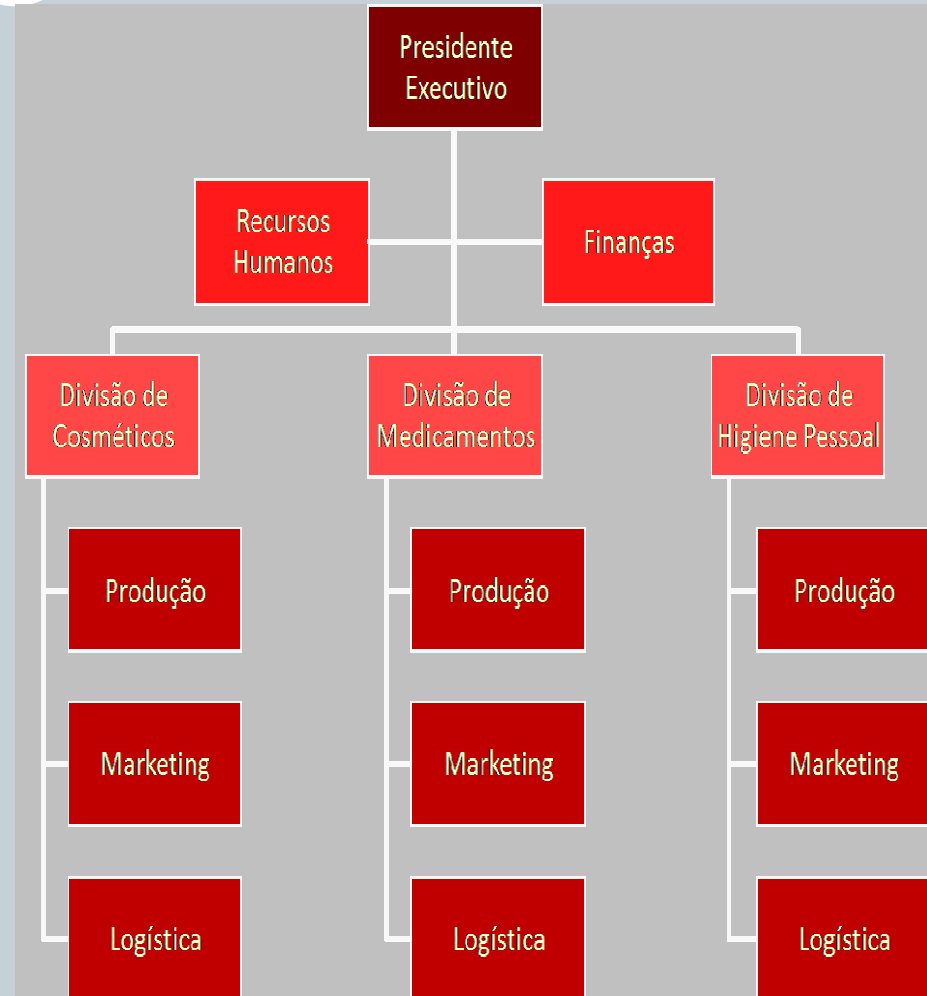 Presidente
Executivo
Recursos
Humanos
Finanças
Divisão de
Cosméticos
Divisão de
Medicamentos
Divisão de
Higiene Pessoal
Produção
Produção
Produção
Marketing
Marketing
Marketing
Logística
Logística
Logística